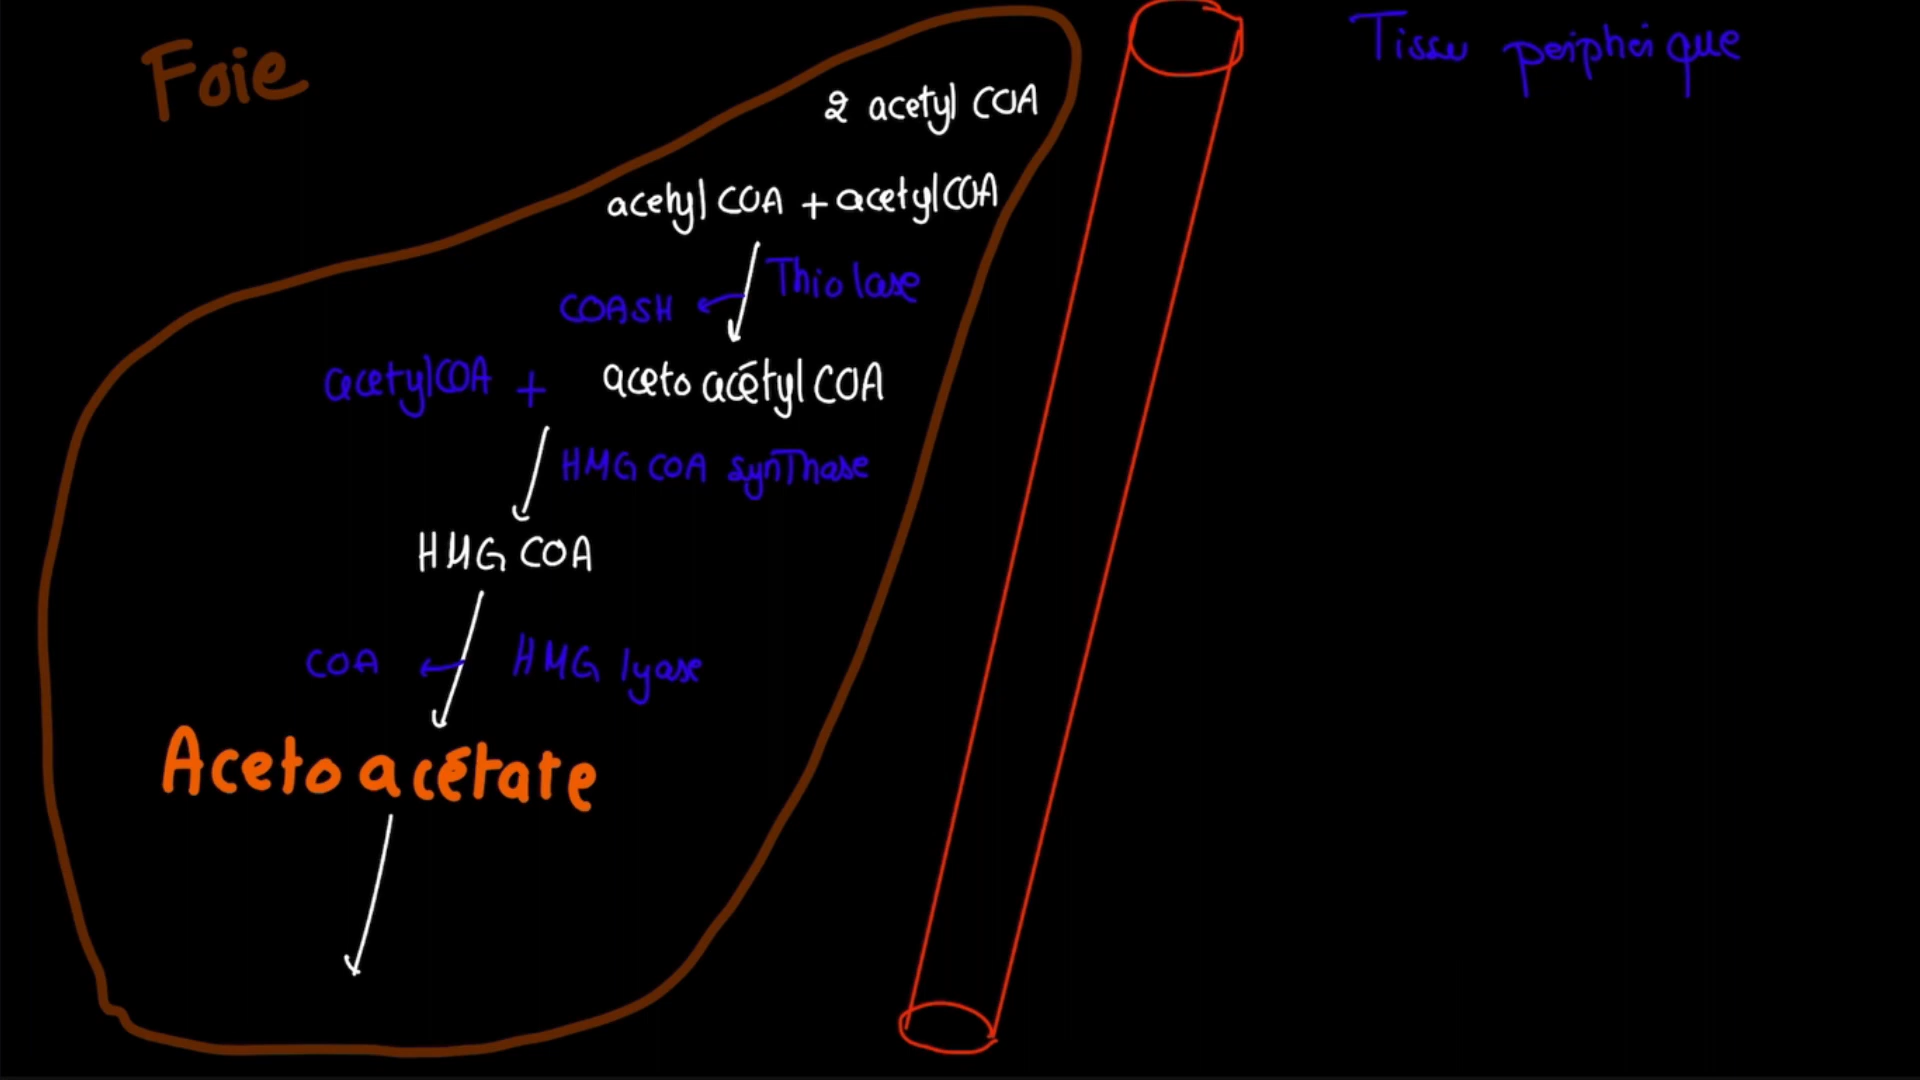 Foie
Tissu peripherique
2 acetyl COA
acetyl COA + acetyl COA
Thiolase
COASH
acetyl COA + aceto acétyl COA
HMG COA synThase
HMG COA
COA
HMG lyase
Aceto acétate